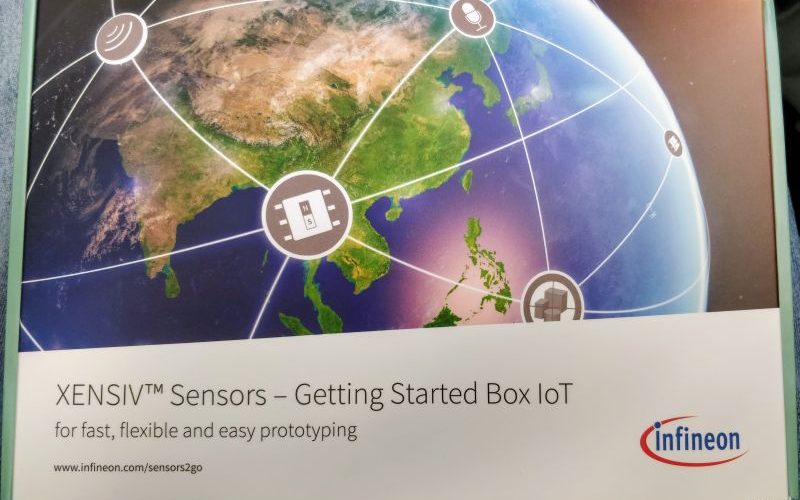 N
S
XENSIV™ Sensors – Getting Started Box IoT
for fast, flexible and easy prototyping
www.infineon.com/sensors2go
infineon